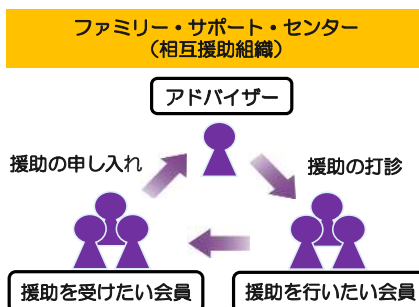 ファミリー・サポート・センター
（相互援助組織）
アドバイザー
援助の申し入れ
援助の打診
援助を受けたい会員
援助を行いたい会員